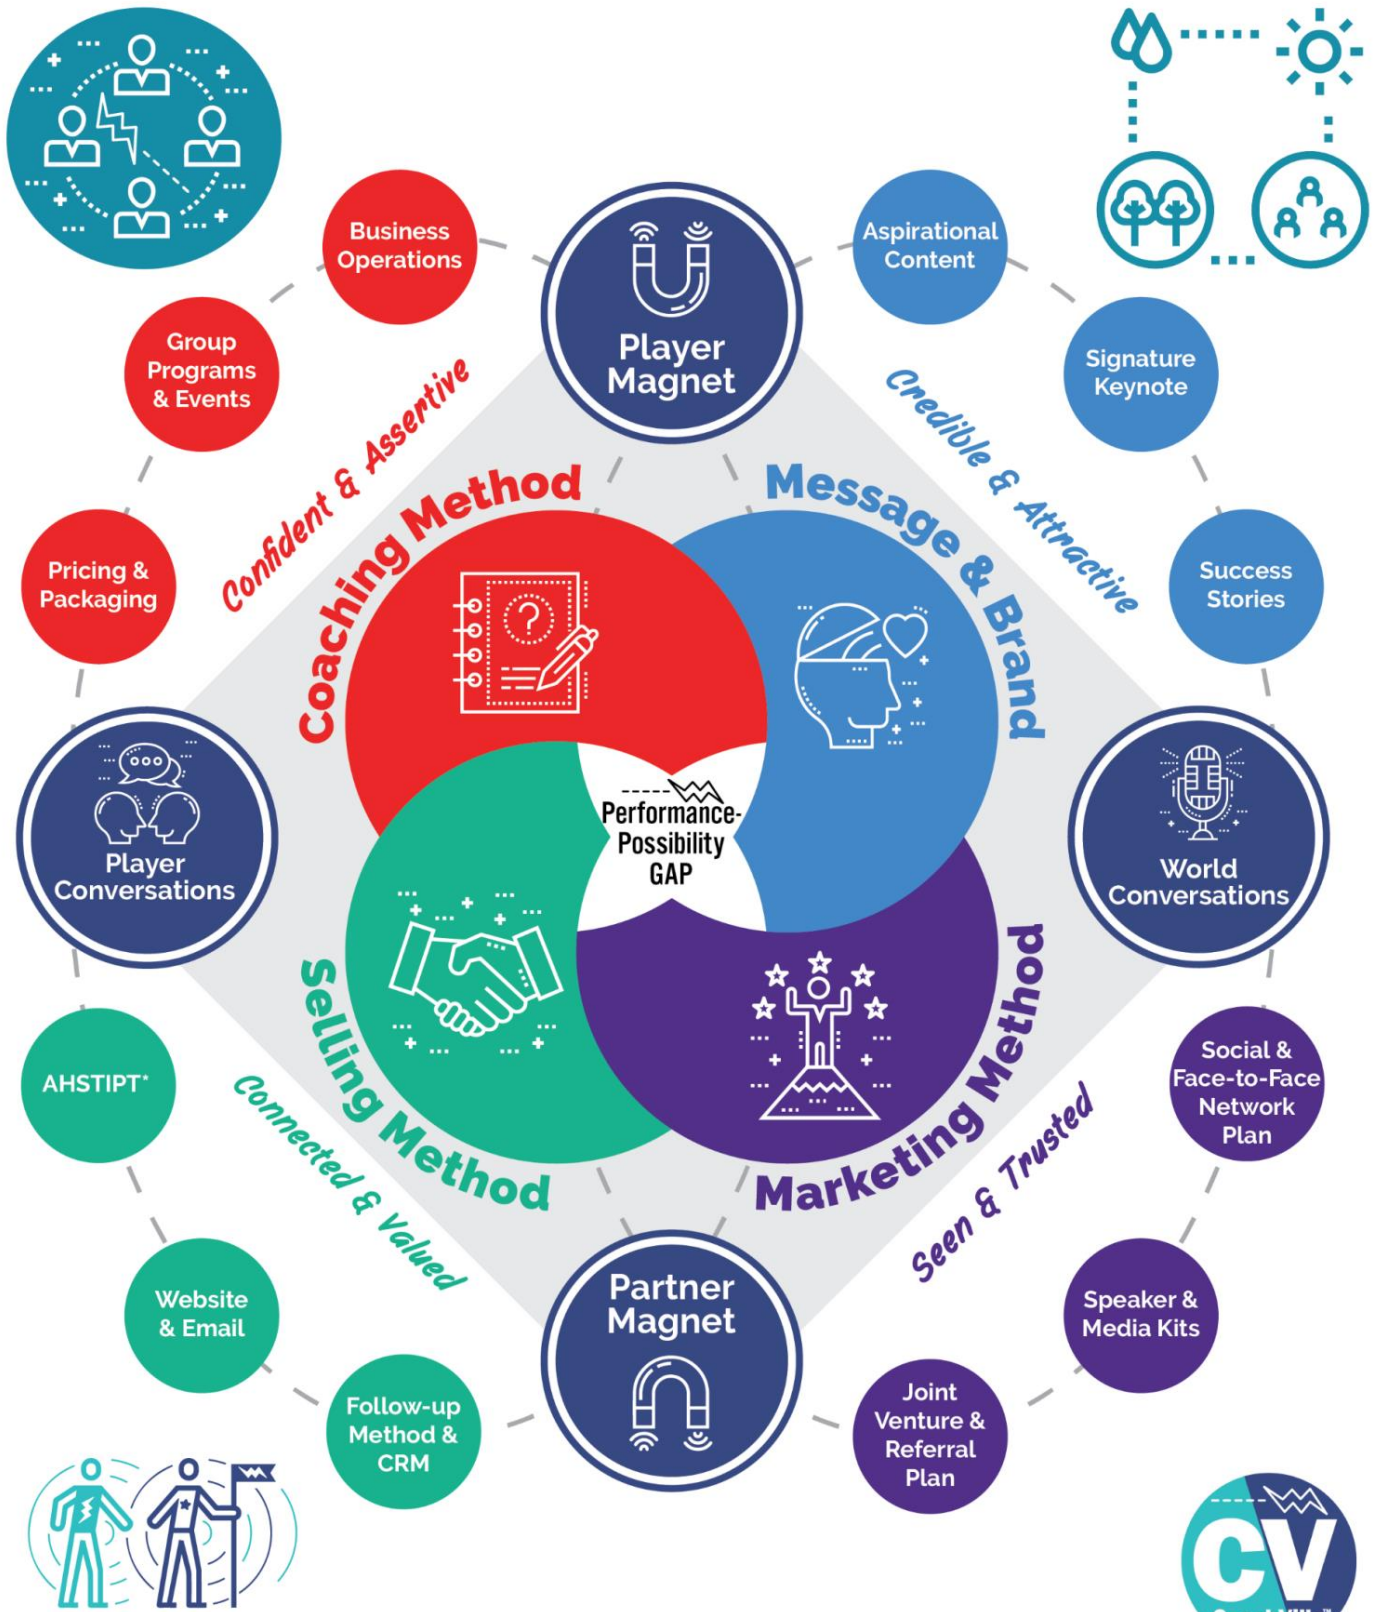 Business
Operations
Aspirational
Content
Player
Magnet
Group
Programs
& Events
Signature
Keynote
Confident & Assertive
Credible & Attractive
Coaching Method
Message & Brand
Pricing &
Packaging
Success
Stories
?
Performance-
Possibility
GAP
Player
Conversations
World
Conversations
Selling Method
Marketing Method
AHSTIPT*
Social &
Face-to-Face
Network
Plan
Connected & Valued
Seen & Trusted
Partner
Magnet
Website
& Email
Speaker &
Media Kits
Follow-up
Method &
CRM
Joint
Venture &
Referral
Plan
CV